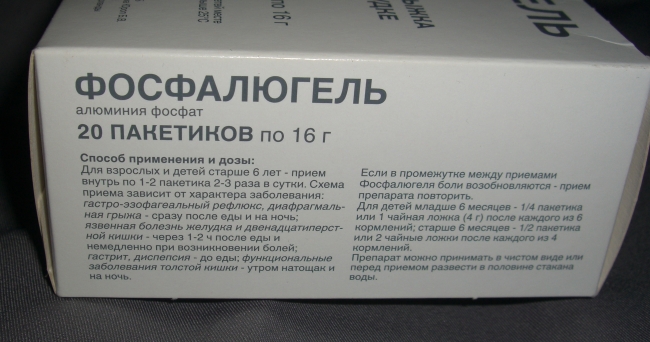 по 16 г
ЫЖКА
УДКЕ
ЕЛЬ
ФОСФАЛЮГЕЛЬ
алюминия фосфат
20 ПАКЕТИКОВ по 16 г
Способ применения и дозы:
Для взрослых и детей старше 6 лет - прием
внутрь по 1-2 пакетика 2-3 раза в сутки. Схема
приема зависит от характера заболевания:
гастро-эзофагеальный рефлюкс, диафрагмаль-
ная грыжа - сразу после еды и на ночь;
язвенная болезнь желудка и двенадцатиперст-
ной кишки - через 1-2 ч после еды и
немедленно при возникновении болей;
гастрит, диспепсия - до еды; функциональные
заболевания толстой кишки - утром натощак и
на ночь.
Если в промежутке между приемами
Фосфалюгеля боли возобновляются - прием
препарата повторить.
Для детей младше 6 месяцев - 1/4 пакетика
или 1 чайная ложка (4 г) после каждого из 6
кормлений; старше 6 месяцев - 1/2 пакетика
или 2 чайные ложки после каждого из 4
кормлений.
Препарат можно принимать в чистом виде или
перед приемом развести в половине стакана
воды.